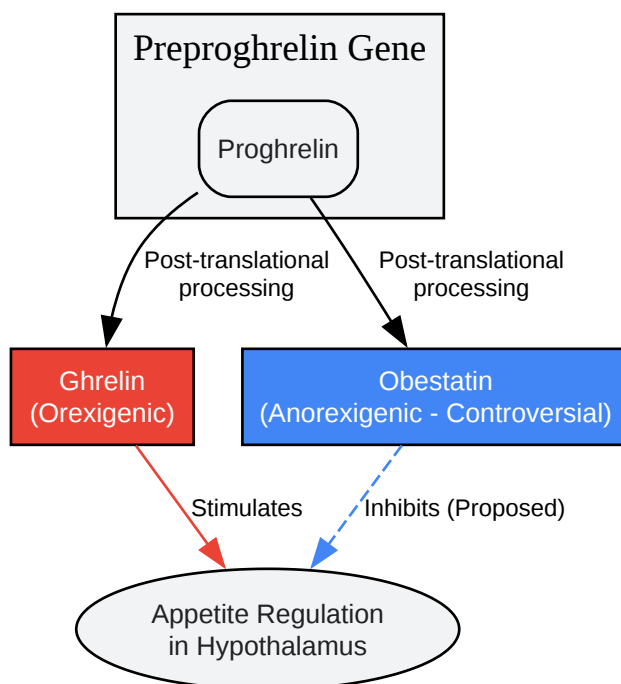 Preproghrelin Gene
Proghrelin
Post-translational
processing
Post-translational
processing
Ghrelin
(Orexigenic)
Obestatin
(Anorexigenic - Controversial)
Stimulates
Inhibits (Proposed)
Appetite Regulation
in Hypothalamus